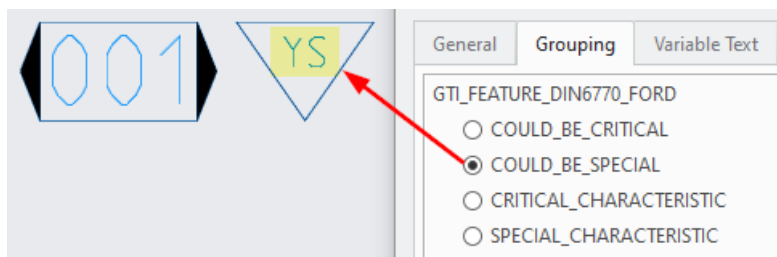 001
YS
General Grouping Variable Text
GTI_FEATURE_DIN6770_FORD
COULD_BE_CRITICAL
COULD_BE_SPECIAL
CRITICAL_CHARACTERISTIC
SPECIAL_CHARACTERISTIC